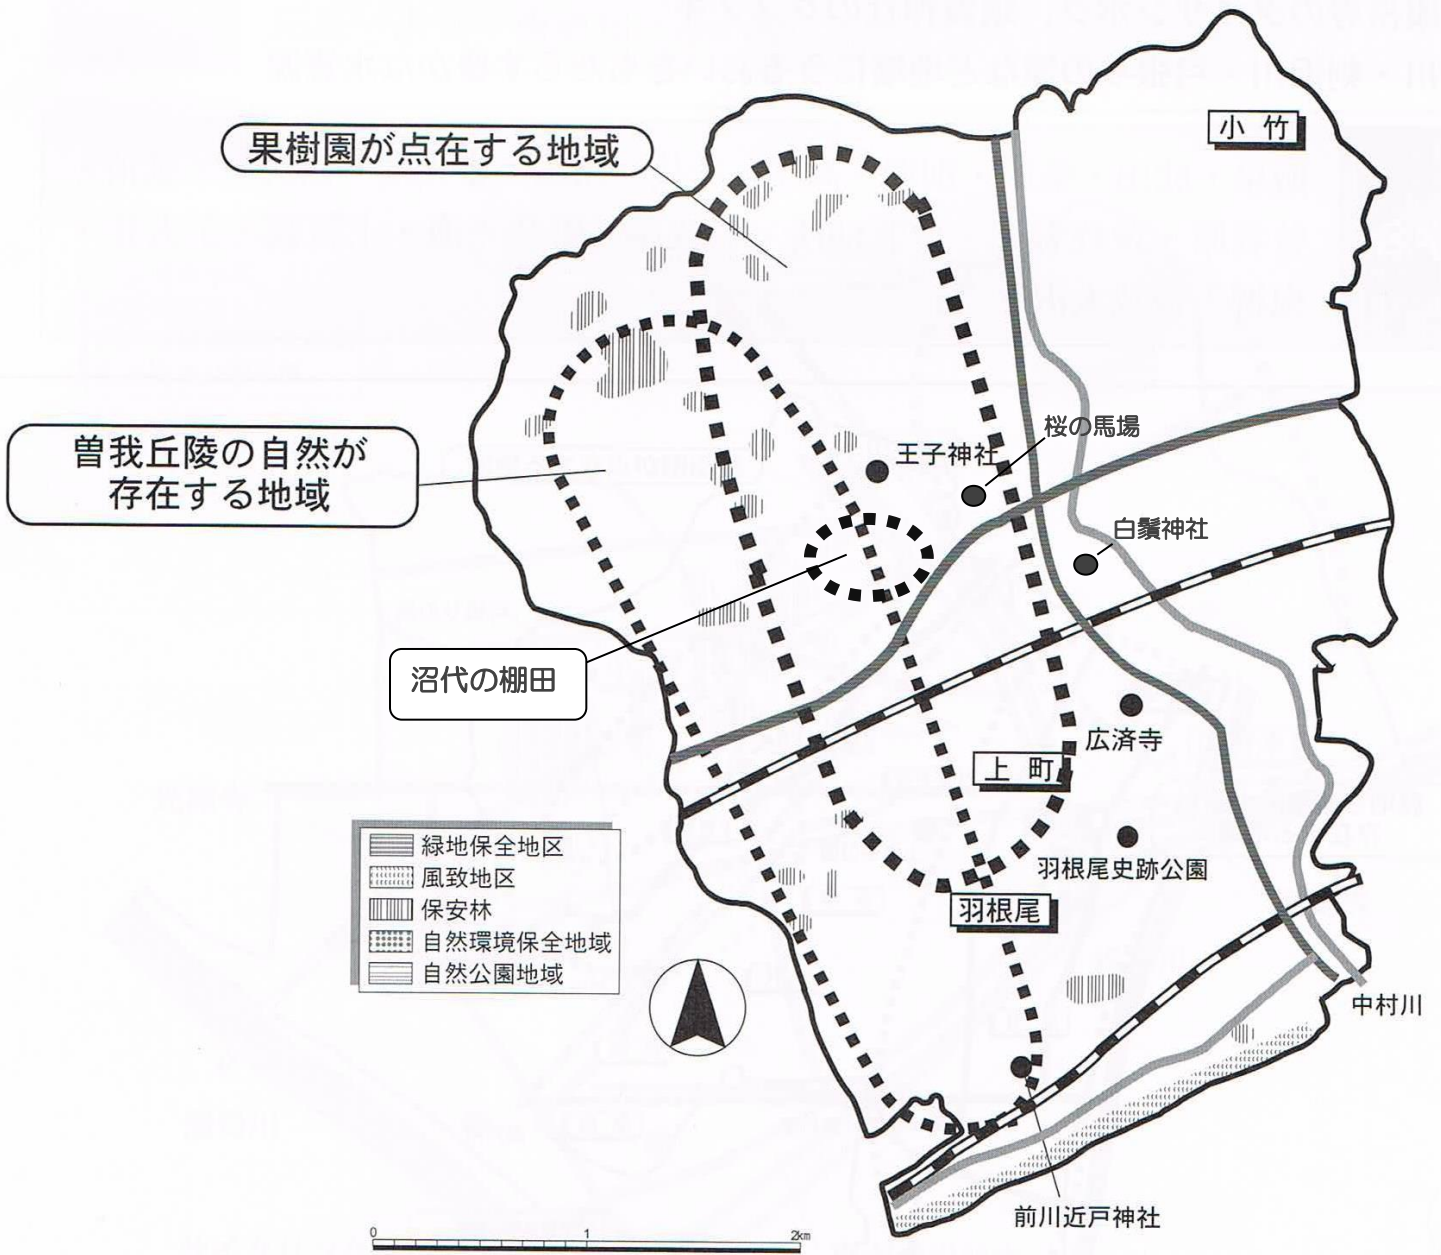 小竹
果樹園が点在する地域
桜の馬場
王子神社
曽我丘陵の自然が
存在する地域
白鬚神社
沼代の棚田
広済寺
上町
緑地保全地区
風致地区
保安林
自然環境保全地域
自然公園地域
羽根尾史跡公園
羽根尾
中村川
前川近戸神社
0 1 2km